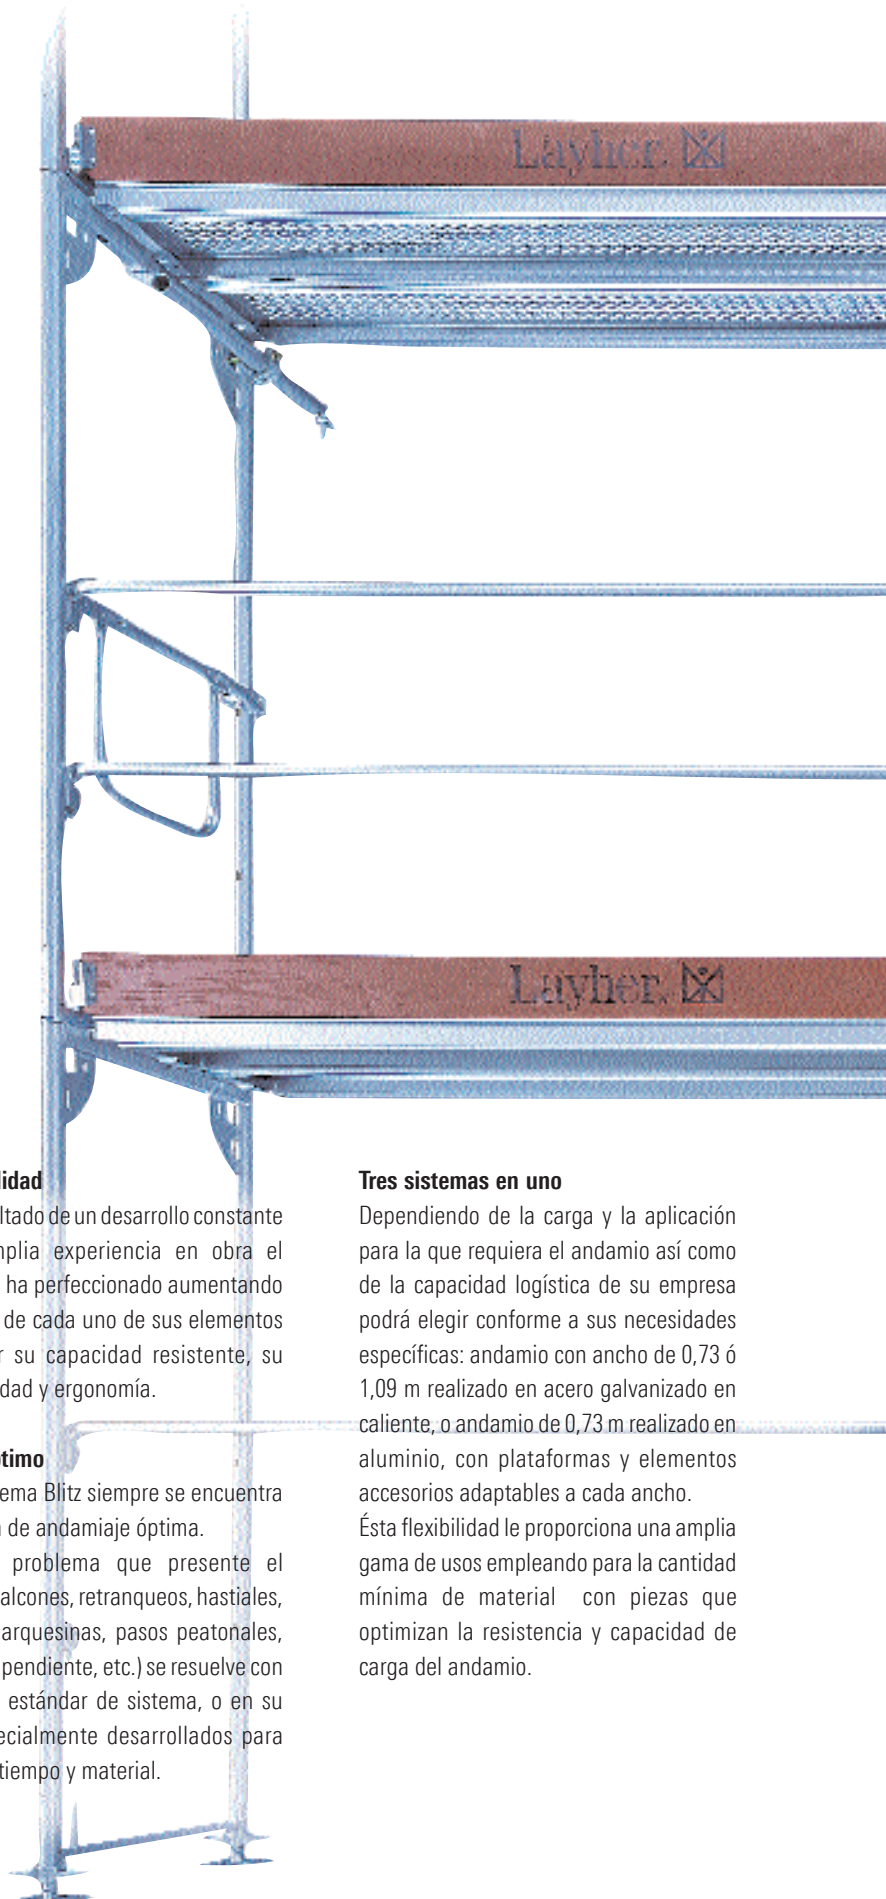 Layher.
Layher.
lidad
ltado de un desarrollo constante
mplia experiencia en obra el
ha perfeccionado aumentando
de cada uno de sus elementos
r su capacidad resistente, su
dad y ergonomía.
timo
ema Blitz siempre se encuentra
de andamiaje óptima.
problema que presente el
alcones, retranqueos, hastiales,
arquesinas, pasos peatonales,
pendiente, etc.) se resuelve con
estándar de sistema, o en su
ecialmente desarrollados para
tiempo y material.
Tres sistemas en uno
Dependiendo de la carga y la aplicación
para la que requiera el andamio así como
de la capacidad logística de su empresa
podrá elegir conforme a sus necesidades
específicas: andamio con ancho de 0,73 ó
1,09 m realizado en acero galvanizado en
caliente, o andamio de 0,73 m realizado en
aluminio, con plataformas y elementos
accesorios adaptables a cada ancho.
Ésta flexibilidad le proporciona una amplia
gama de usos empleando para la cantidad
mínima de material con piezas que
optimizan la resistencia y capacidad de
carga del andamio.